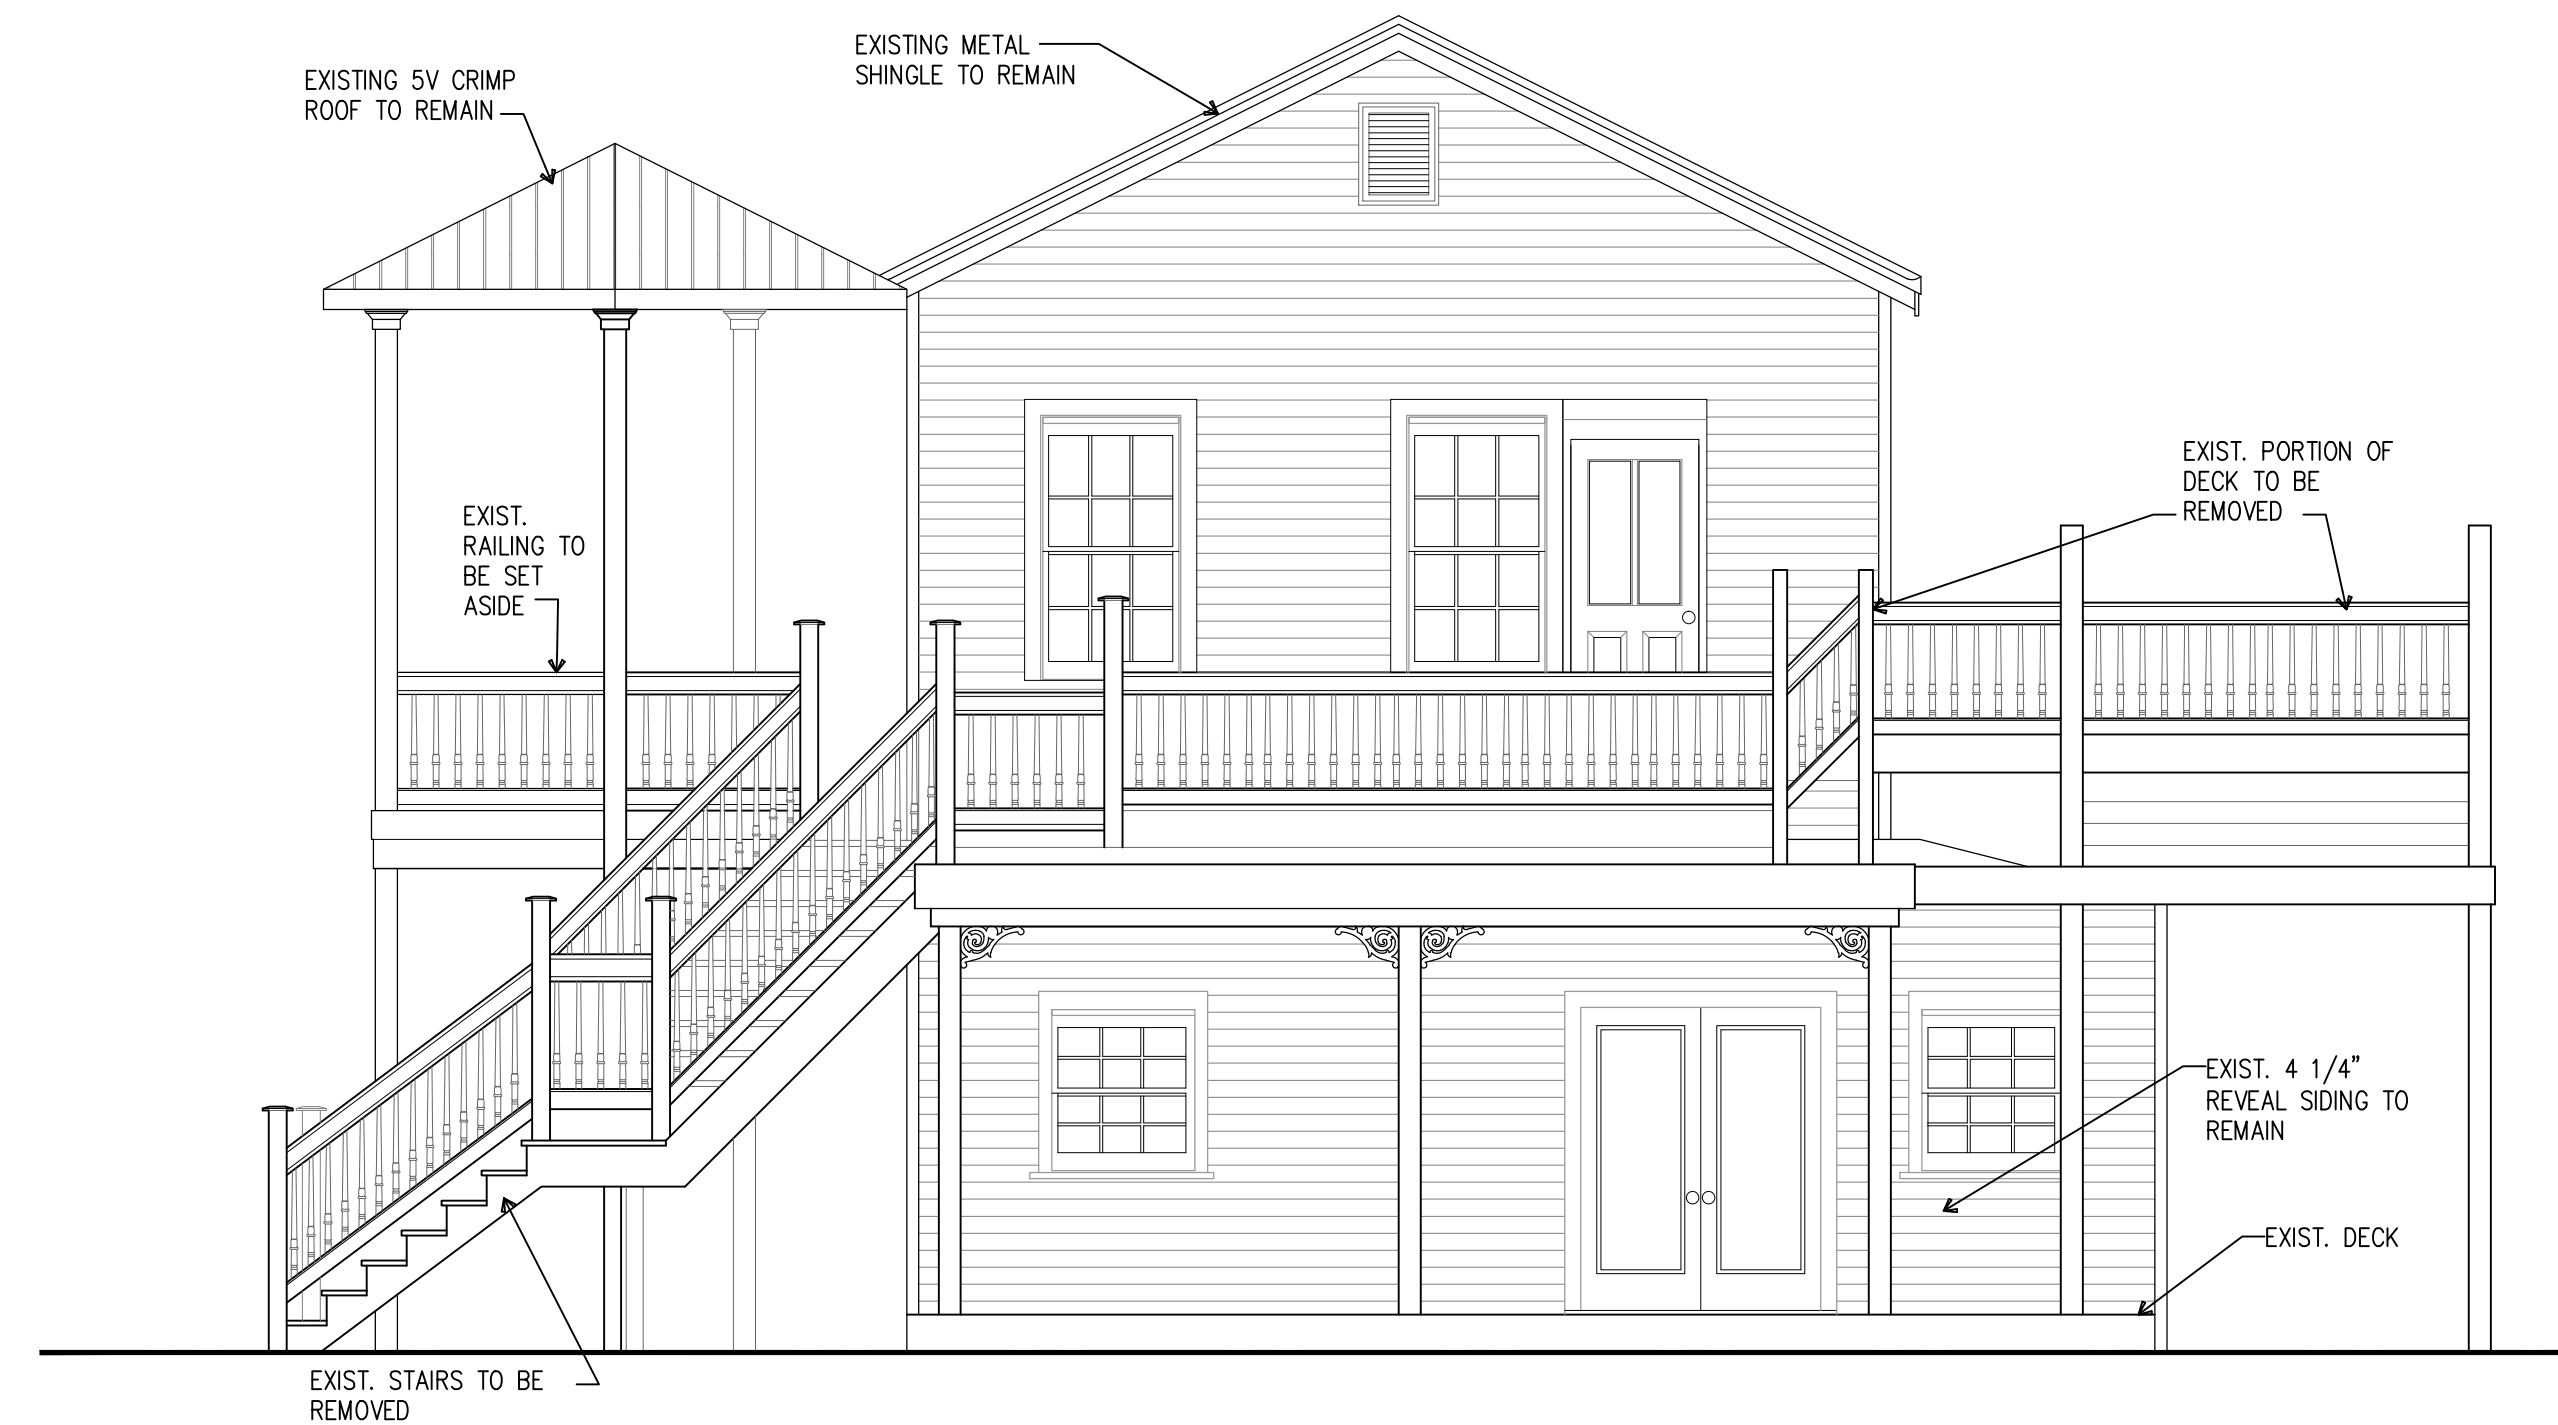 EXISTING METAL
SHINGLE TO REMAIN
EXISTING 5V CRIMP
ROOF TO REMAIN
EXIST. PORTION OF
DECK TO BE
REMOVED
EXIST.
RAILING TO
BE SET
ASIDE
EXIST. 4 1/4”
REVEAL SIDING TO
REMAIN
EXIST. DECK
EXIST. STAIRS TO BE
REMOVED